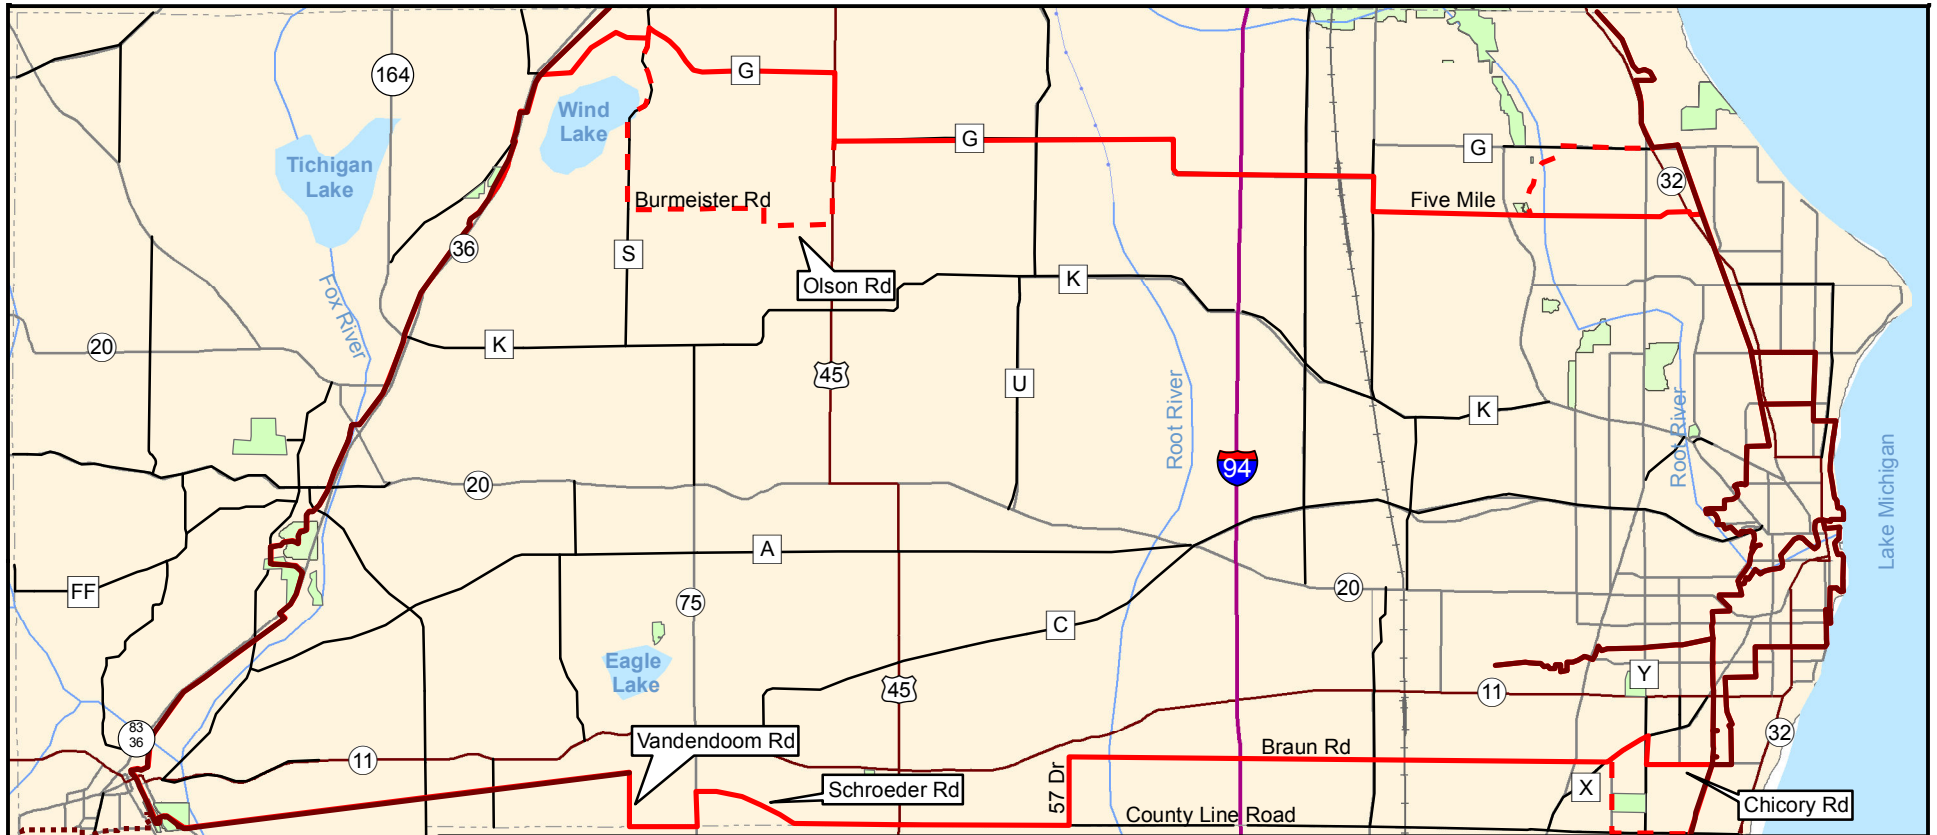 164
G
Wind
Lake
G
G
Tichigan
Lake
32
Burmeister Rd
Five Mile
36
S
Olson Rd
K
Fox River
20
K
45
U
Root River
K
Root River
Lake Michigan
94
20
A
FF
20
75
C
Eagle
Lake
Y
45
11
83
36
Vandendoom Rd
32
11
Braun Rd
57 Dr
Schroeder Rd
X
Chicory Rd
County Line Road